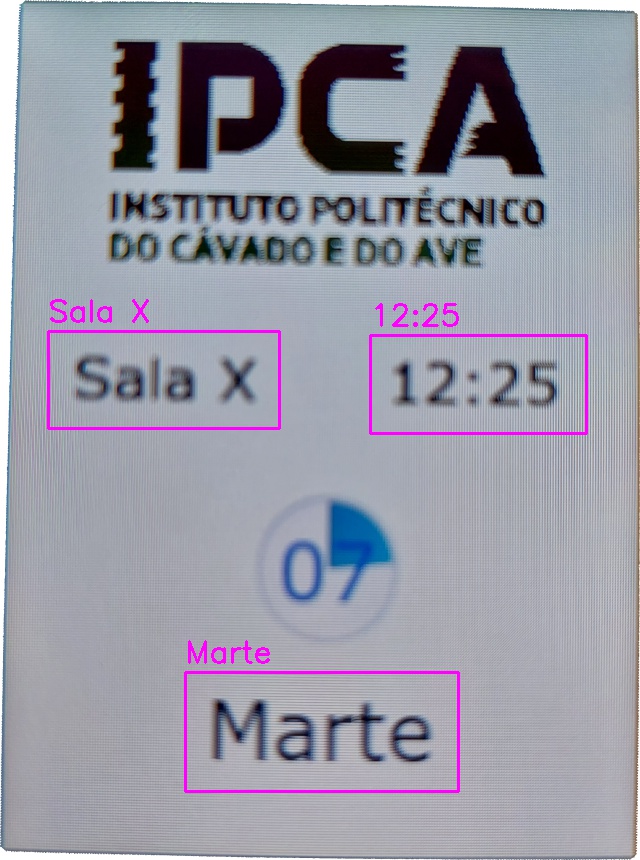 IPCA
INSTITUTO POLITÉCNICO
DO CÁVADO E DO AVE
Sala X 12:25
Sala X 12:25
07
Marte
Marte